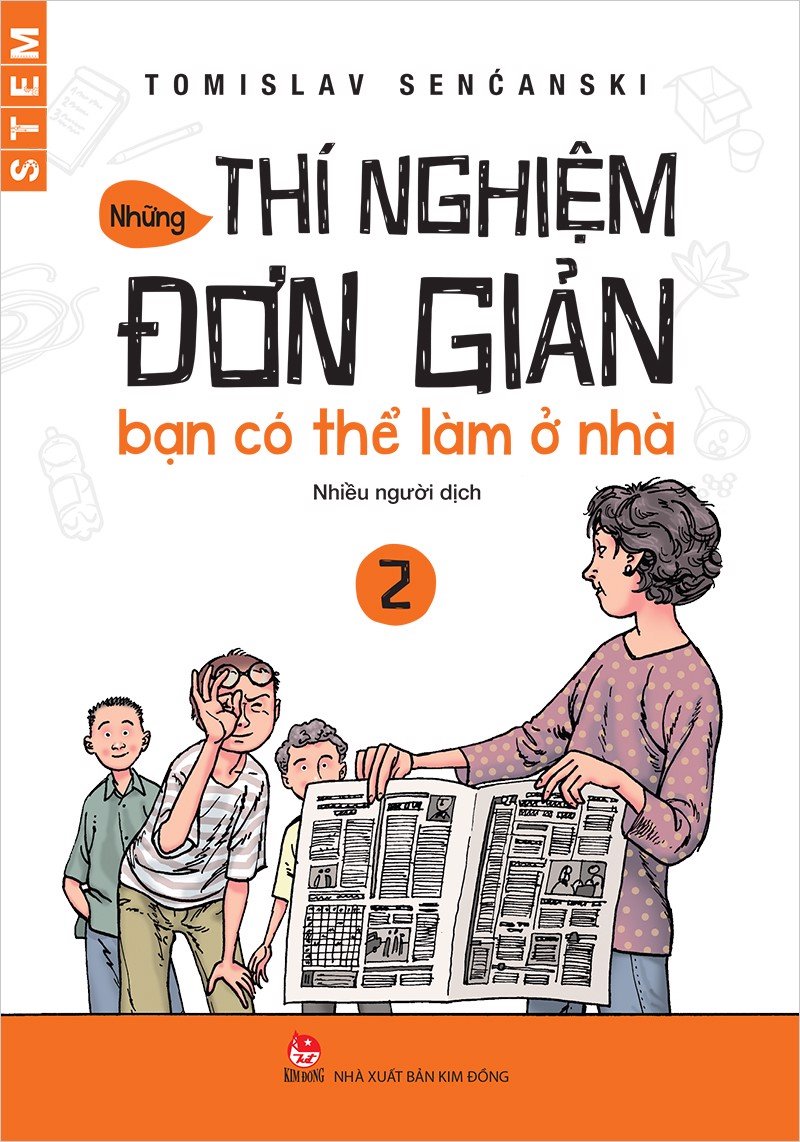 STEM
TOMISLAV SENĆANSKI
Những
THÍ NGHIỆM
ĐƠN GIẢN
bạn có thể làm ở nhà
Nhiều người dịch
2
KIM ĐỒNG
NHÀ XUẤT BẢN KIM ĐỒNG